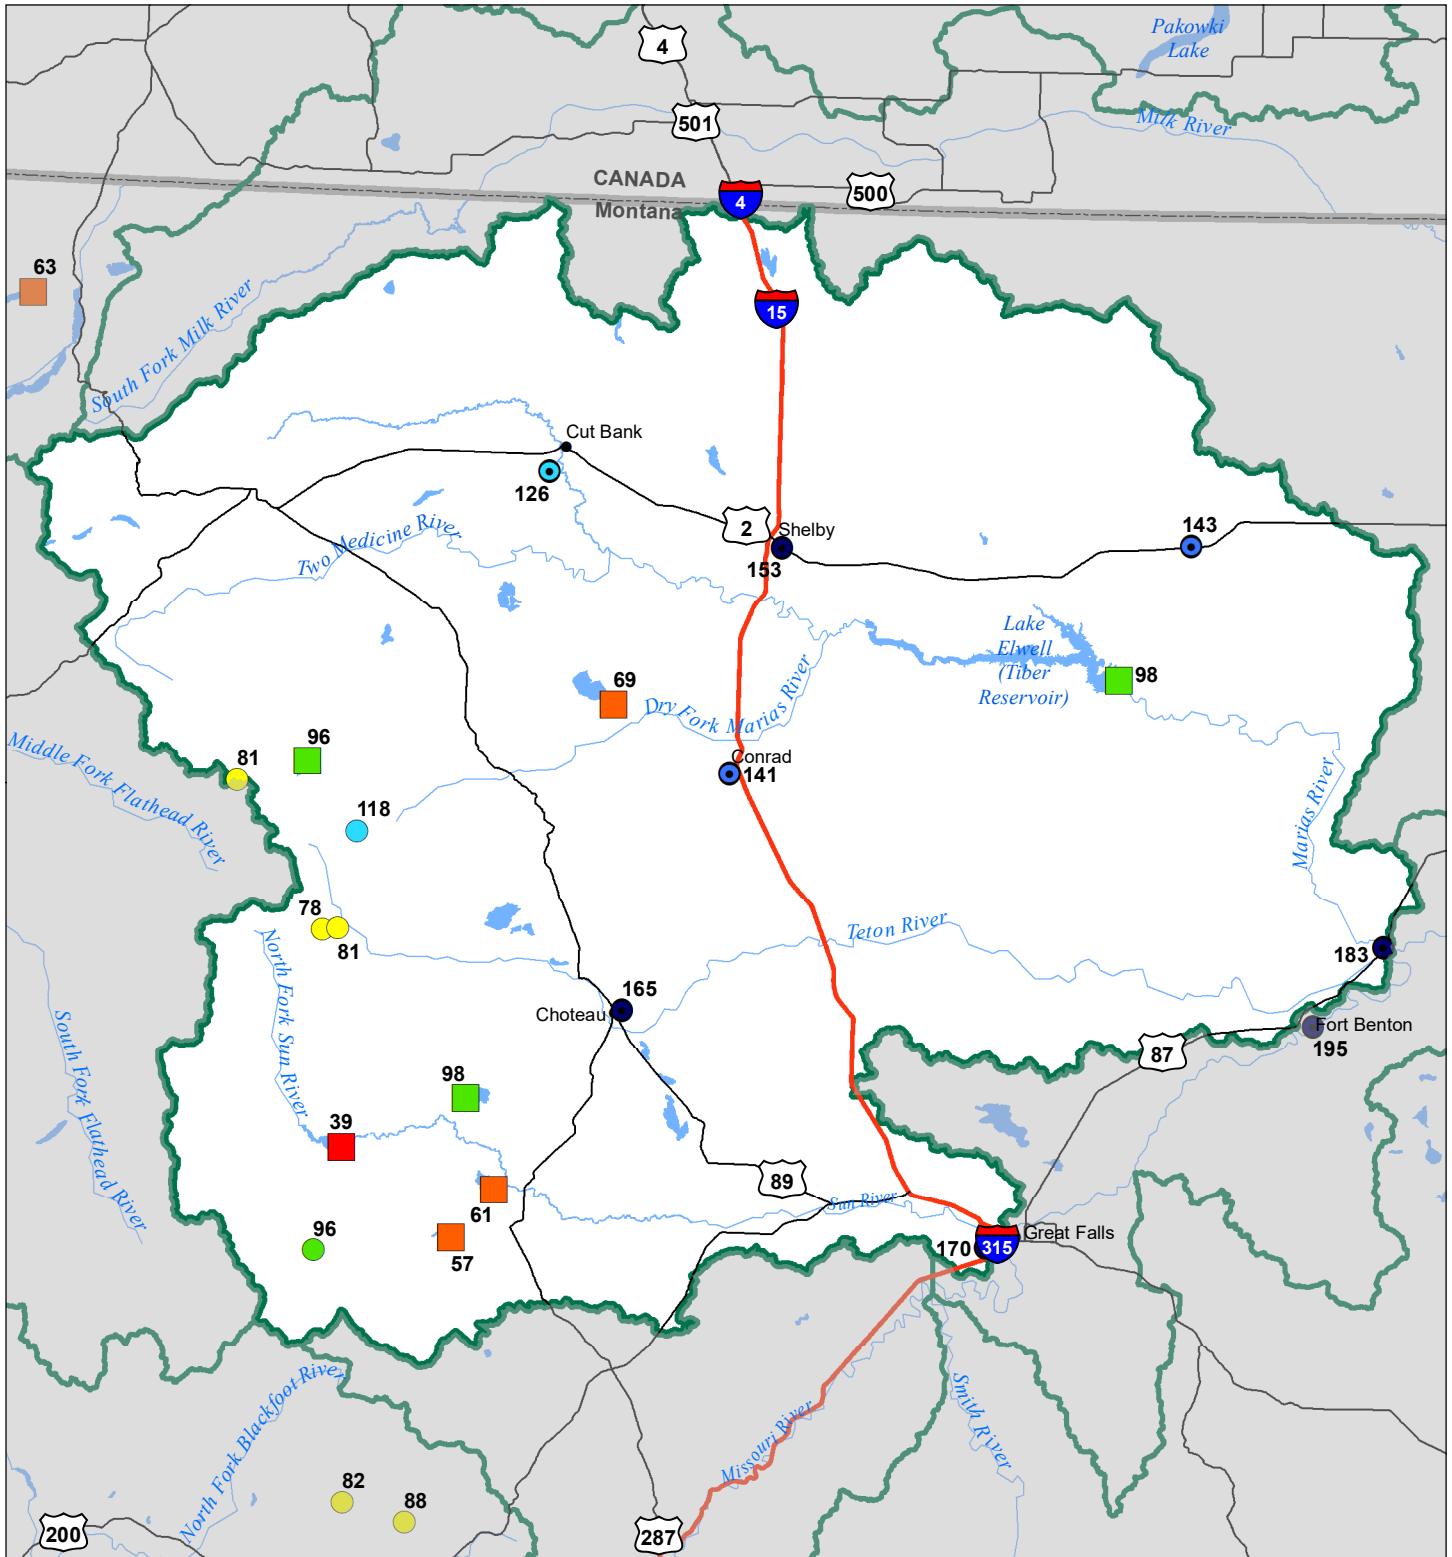 Pakowki
Lake
4
501
Milk River
CANADA
500
4
Montana
63
15
South Fork Milk River
Cut Bank
126
2
Shelby
143
Two Medicine River
153
Lake
Elwell
(Tiber
Reservoir)
98
69
Dry Fork Marias River
Middle Fork
Flathead River
81
96
Conrad
141
118
Marias River
78
81
North Fork Sun River
Teton River
183
165
Choteau
Fort Benton
195
87
South Fork Flathead River
98
39
89
61
Sun River
96
57
170
315
Great Falls
North Fork Blackfoot River
Missouri River
Smith River
82
88
200
287